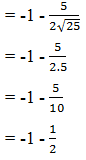 = -1 - 5/(2√25)
= -1 - 5/2.5
= -1 - 5/10
= -1 - 1/2